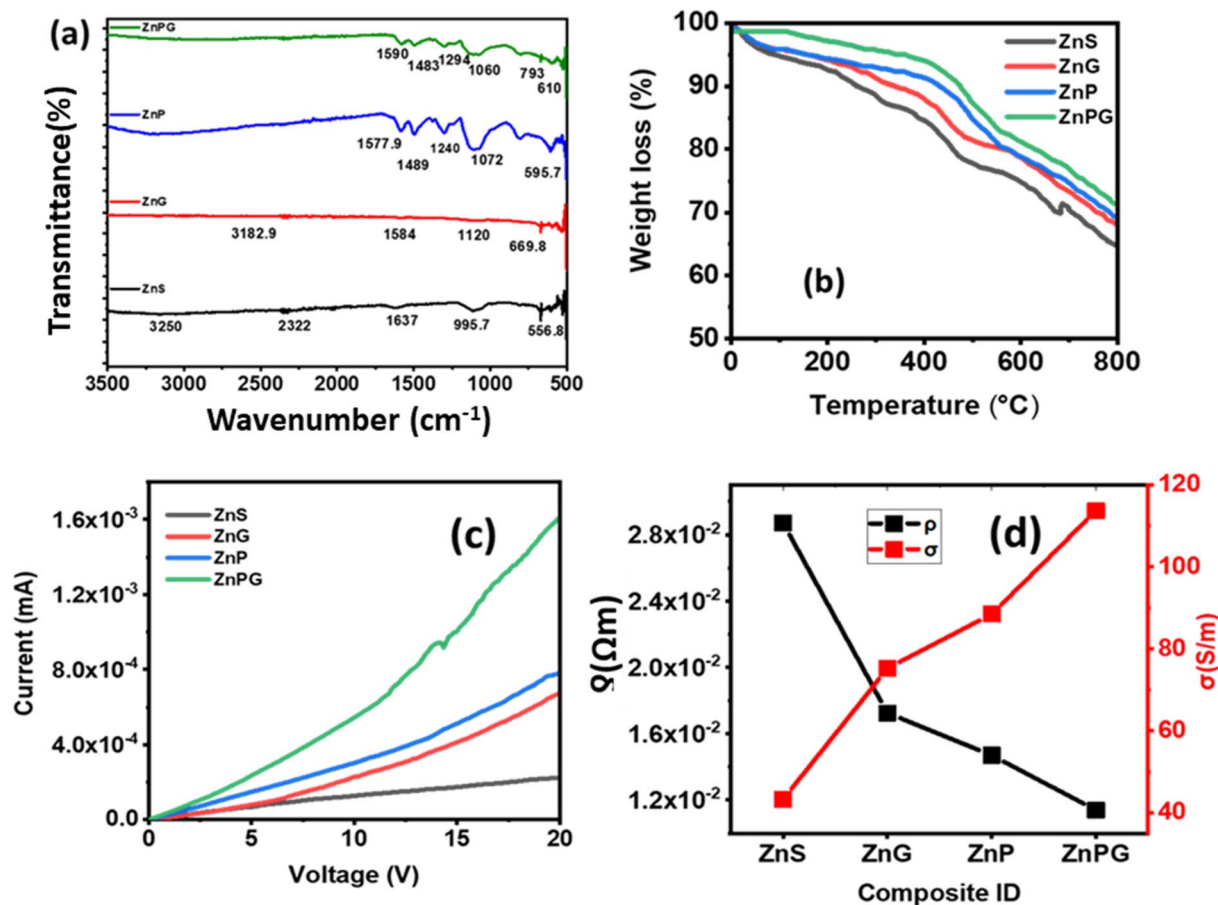 (a)
ZnPG
1590
1483
1294
1060
793
610
ZnP
1577.9
1489
1240
1072
595.7
ZnG
3182.9
1584
1120
669.8
ZnS
3250
2322
1637
995.7
556.8
Transmittance(%)
3500 3000 2500 2000 1500 1000 500
Wavenumber (cm⁻¹)
100
90
80
70
60
50
Weight loss (%)
ZnS
ZnG
ZnP
ZnPG
(b)
0 200 400 600 800
Temperature (°C)
1.6x10⁻³
1.2x10⁻³
8.0x10⁻⁴
4.0x10⁻⁴
0.0
Current (mA)
ZnS
ZnG
ZnP
ZnPG
(c)
0 5 10 15 20
Voltage (V)
2.8x10⁻²
2.4x10⁻²
2.0x10⁻²
1.6x10⁻²
1.2x10⁻²
ϱ(Ωm)
ρ
σ
(d)
120
100
80
60
40
σ(S/m)
ZnS ZnG ZnP ZnPG
Composite ID